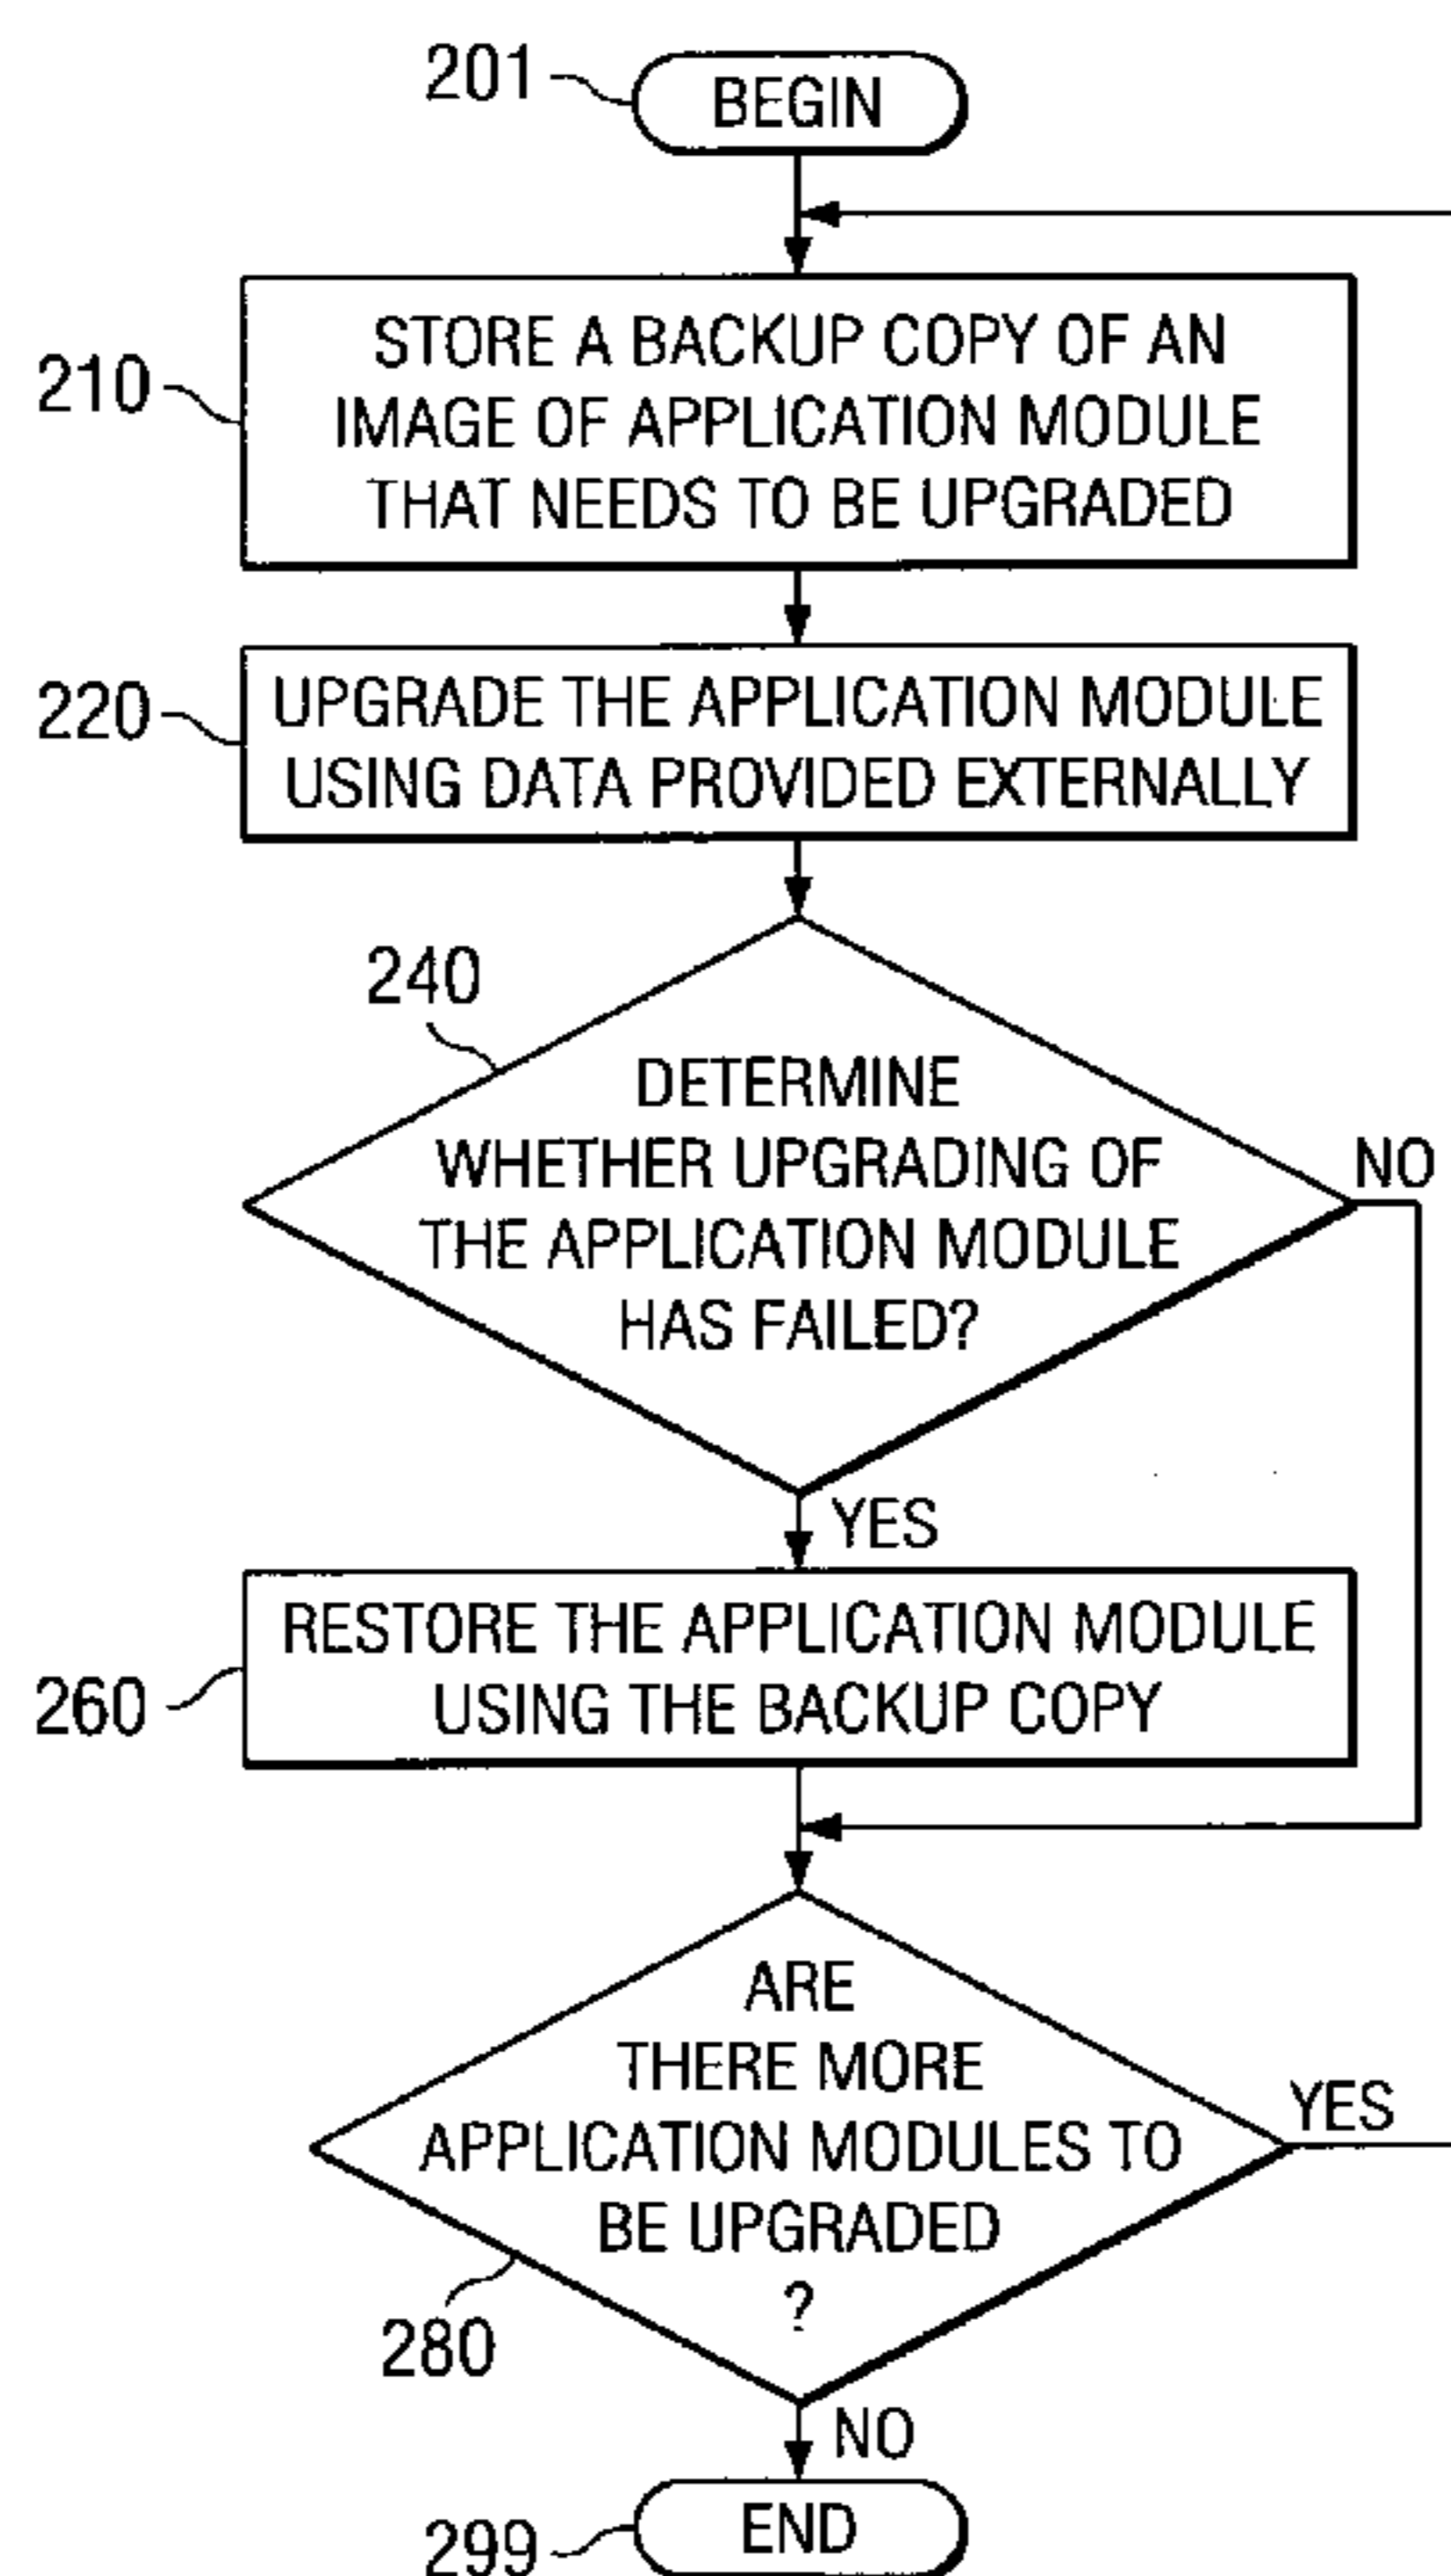 201
BEGIN
210
STORE A BACKUP COPY OF AN
IMAGE OF APPLICATION MODULE
THAT NEEDS TO BE UPGRADED
220
UPGRADE THE APPLICATION MODULE
USING DATA PROVIDED EXTERNALLY
240
DETERMINE
WHETHER UPGRADING OF
THE APPLICATION MODULE
HAS FAILED?
NO
YES
260
RESTORE THE APPLICATION MODULE
USING THE BACKUP COPY
ARE
THERE MORE
APPLICATION MODULES TO
BE UPGRADED
?
YES
280
NO
299
END